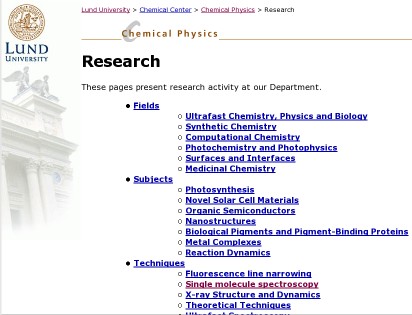 Lund University > Chemical Center > Chemical Physics > Research
Chemical Physics
LUND
UNIVERSITY
Research
These pages present research activity at our Department.
Fields
Ultrafast Chemistry, Physics and Biology
Synthetic Chemistry
Computational Chemistry
Photochemistry and Photophysics
Surfaces and Interfaces
Medicinal Chemistry
Subjects
Photosynthesis
Novel Solar Cell Materials
Organic Semiconductors
Nanostructures
Biological Pigments and Pigment-Binding Proteins
Metal Complexes
Reaction Dynamics
Techniques
Fluorescence line narrowing
Single molecule spectroscopy
X-ray Structure and Dynamics
Theoretical Techniques
Ultrafast Spectroscopy